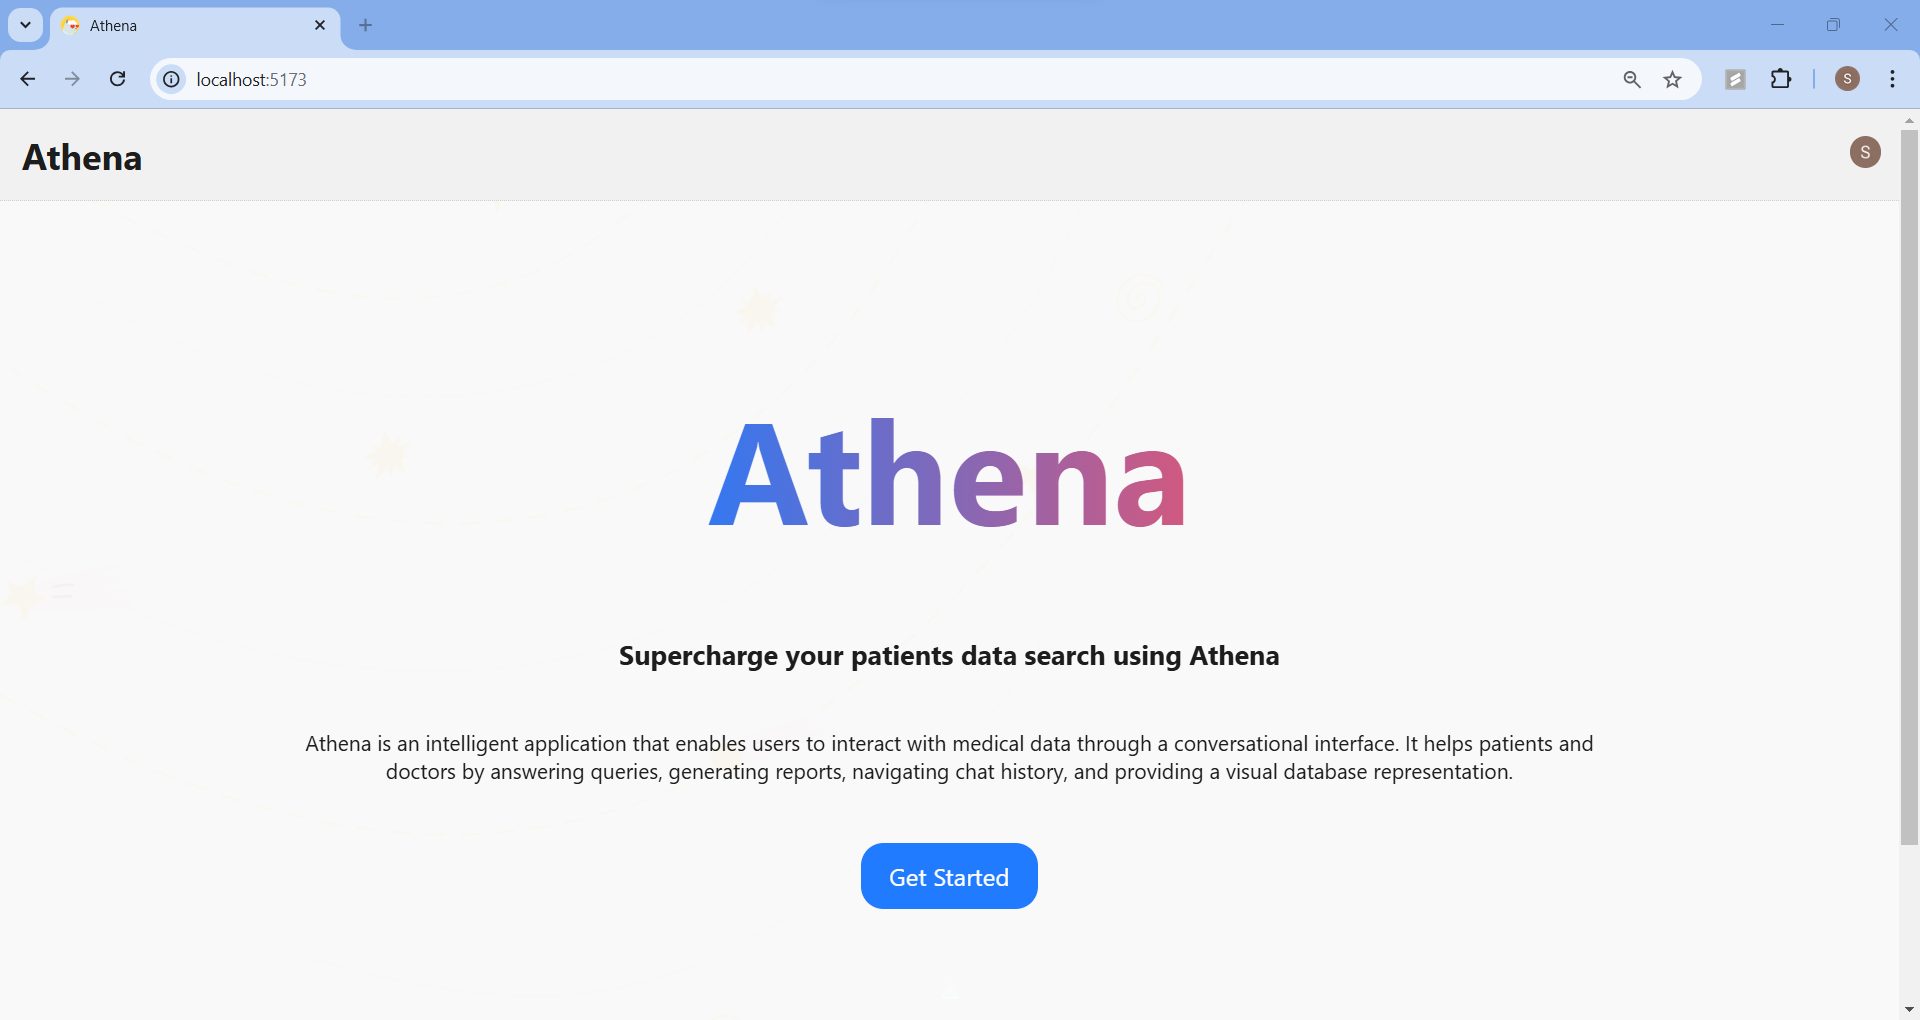 Athena
localhost:5173
S
Athena
S
Athena
Supercharge your patients data search using Athena
Athena is an intelligent application that enables users to interact with medical data through a conversational interface. It helps patients and
doctors by answering queries, generating reports, navigating chat history, and providing a visual database representation.
Get Started